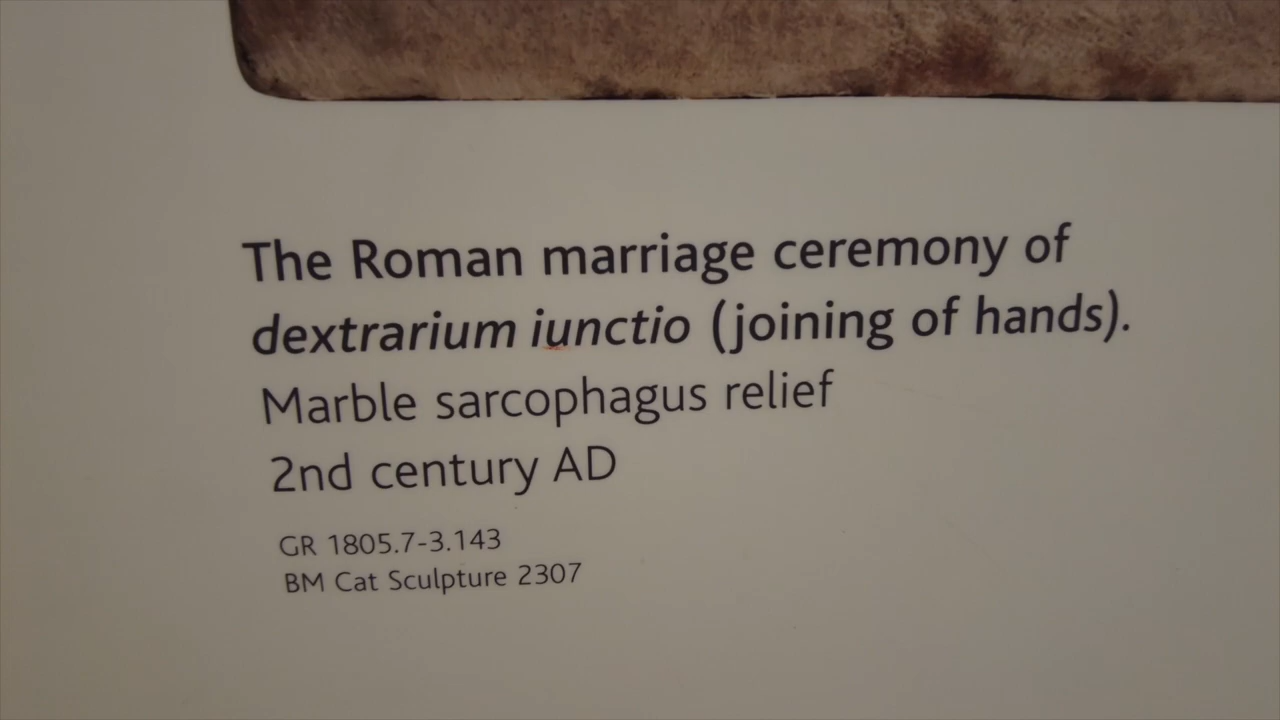 The Roman marriage ceremony of
dextrarium iunctio (joining of hands).
Marble sarcophagus relief
2nd century AD
GR 1805.7-3.143
BM Cat Sculpture 2307